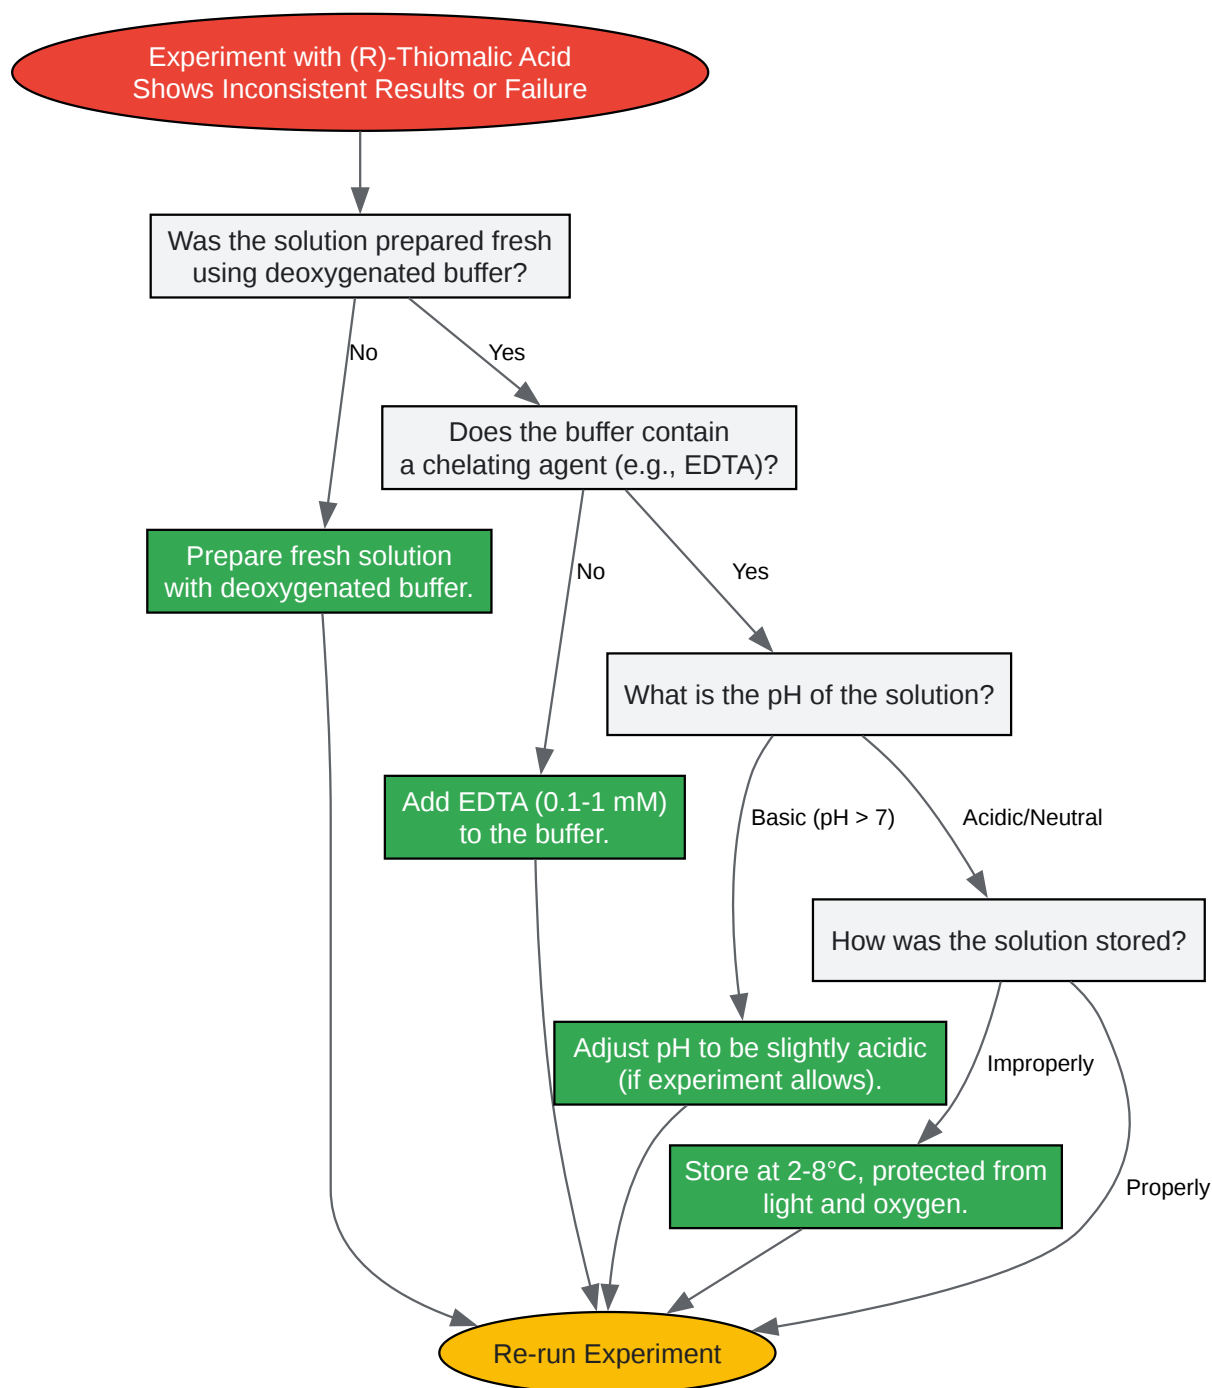 Experiment with (R)-Thiomalic Acid
Shows Inconsistent Results or Failure
Was the solution prepared fresh
using deoxygenated buffer?
No
Yes
Does the buffer contain
a chelating agent (e.g., EDTA)?
Prepare fresh solution
with deoxygenated buffer.
No
Yes
What is the pH of the solution?
Add EDTA (0.1-1 mM)
to the buffer.
Basic (pH > 7)
Acidic/Neutral
How was the solution stored?
Adjust pH to be slightly acidic
(if experiment allows).
Improperly
Store at 2-8°C, protected from
light and oxygen.
Properly
Re-run Experiment